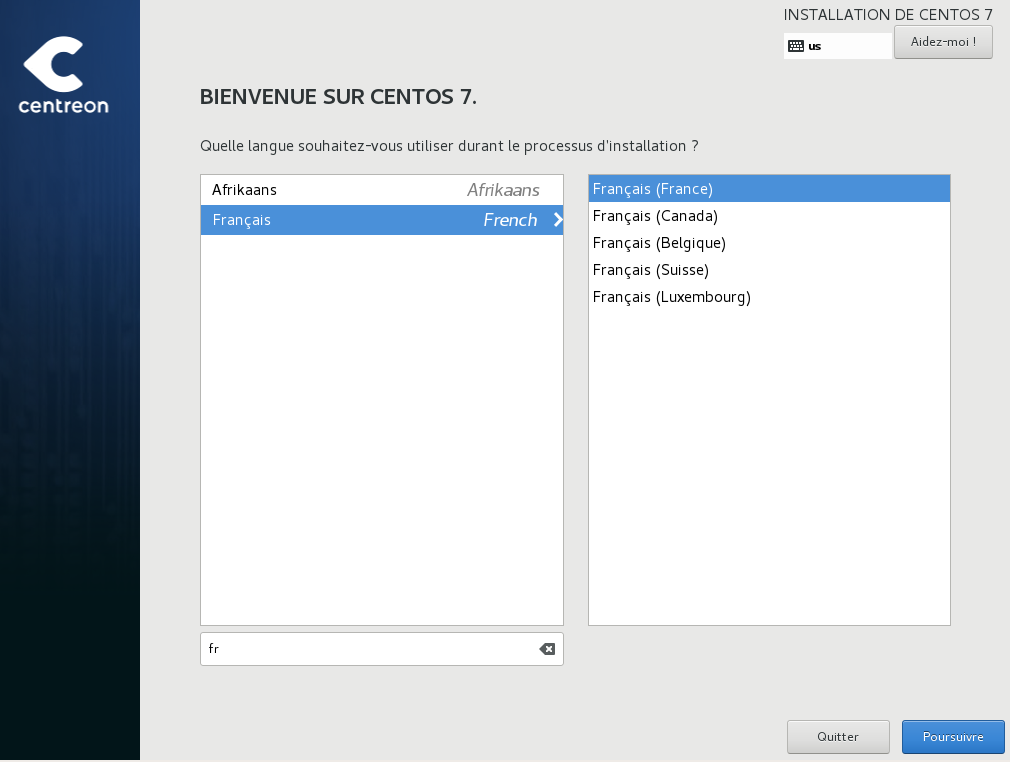 centreon
INSTALLATION DE CENTOS 7
us
Aidez-moi !
BIENVENUE SUR CENTOS 7.
Quelle langue souhaitez-vous utiliser durant le processus d'installation ?
Afrikaans Afrikaans
Français French
Français (France)
Français (Canada)
Français (Belgique)
Français (Suisse)
Français (Luxembourg)
fr
Quitter Poursuivre